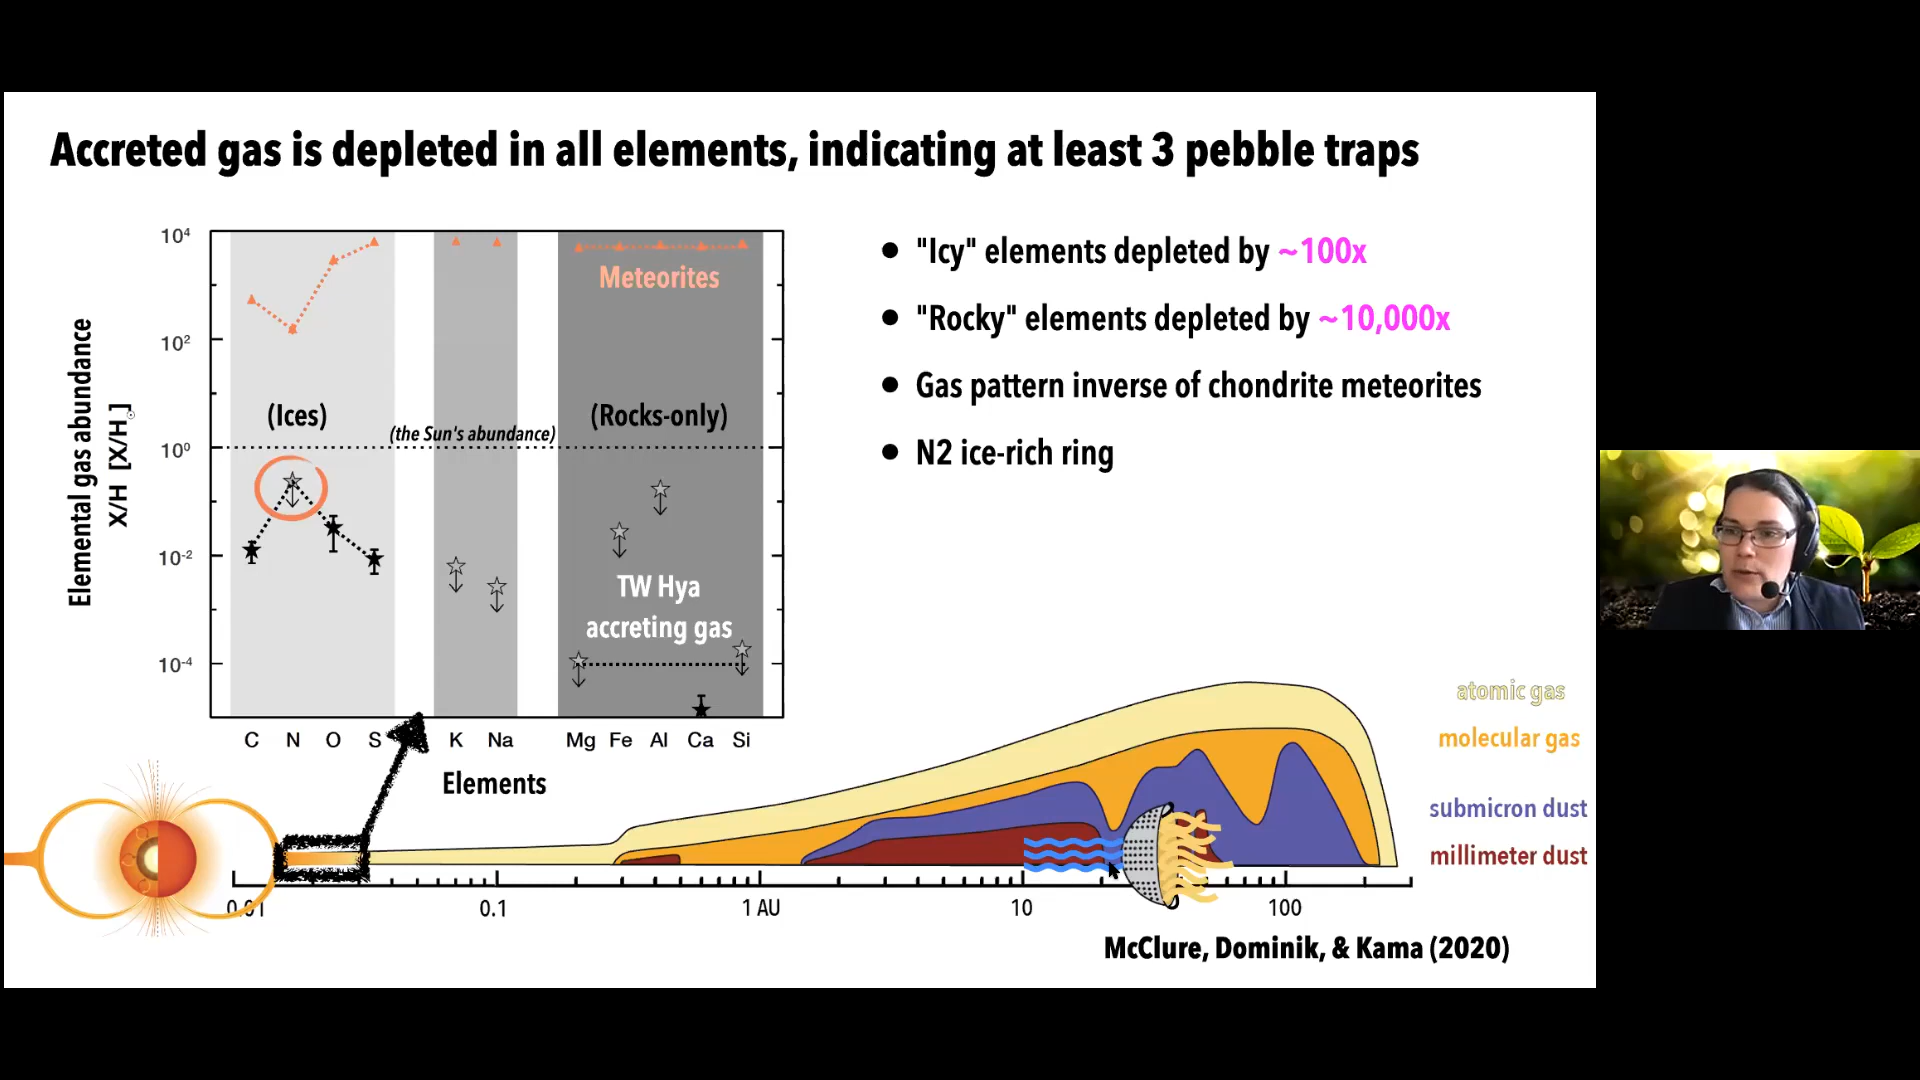 Accreted gas is depleted in all elements, indicating at least 3 pebble traps
10⁴
10²
10⁰
10⁻²
10⁻⁴
Elemental gas abundance
X/H [X/H☉]
Meteorites
(Ices)
(the Sun's abundance)
(Rocks-only)
TW Hya
accreting gas
C N O S K Na Mg Fe Al Ca Si
Elements
● "Icy" elements depleted by ~100x
● "Rocky" elements depleted by ~10,000x
● Gas pattern inverse of chondrite meteorites
● N2 ice-rich ring
atomic gas
molecular gas
submicron dust
millimeter dust
0.01 0.1 1 AU 10 100
McClure, Dominik, & Kama (2020)